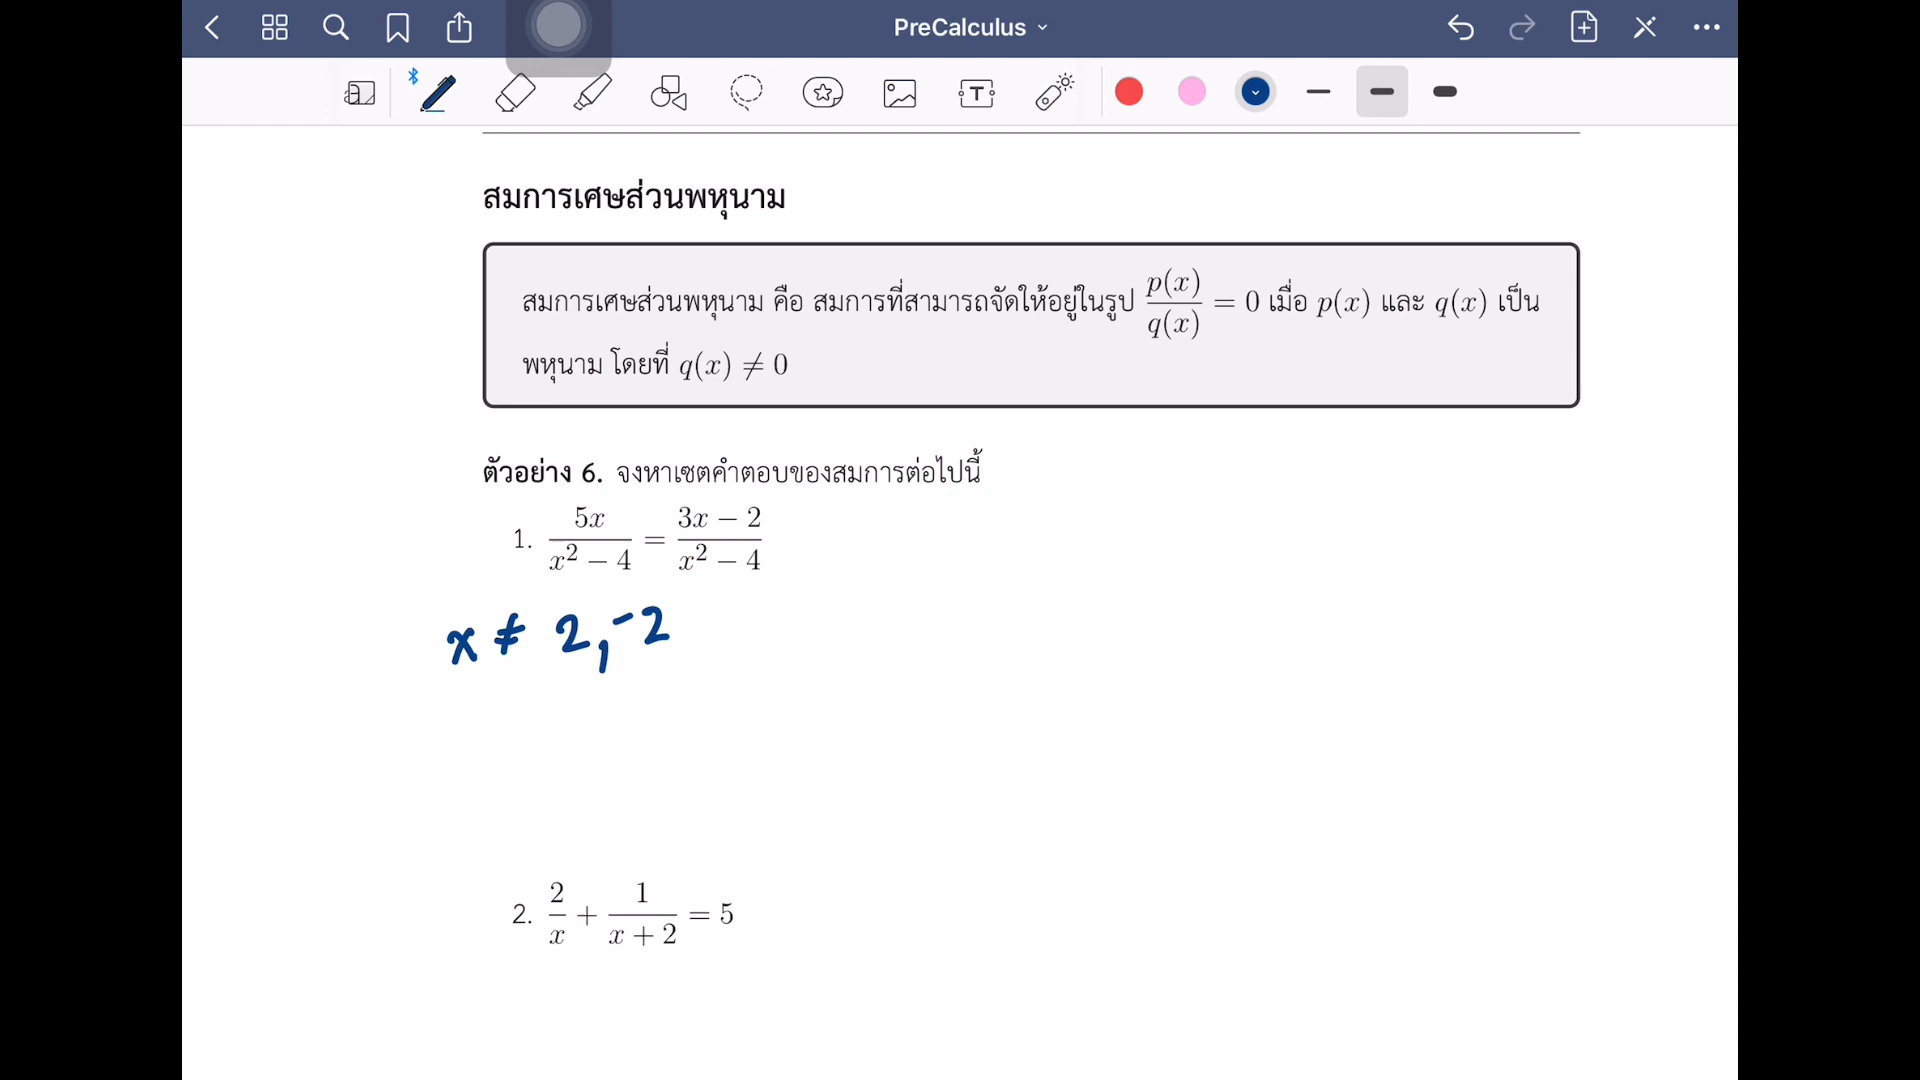 PreCalculus
สมการเศษส่วนพหุนาม
สมการเศษส่วนพหุนาม คือ สมการที่สามารถจัดให้อยู่ในรูป p(x)/q(x) = 0 เมื่อ p(x) และ q(x) เป็น
พหุนาม โดยที่ q(x) ≠ 0
ตัวอย่าง 6. จงหาเซตคำตอบของสมการต่อไปนี้
1. 5x/(x² − 4) = (3x − 2)/(x² − 4)
x ≠ 2, -2
2. 2/x + 1/(x + 2) = 5